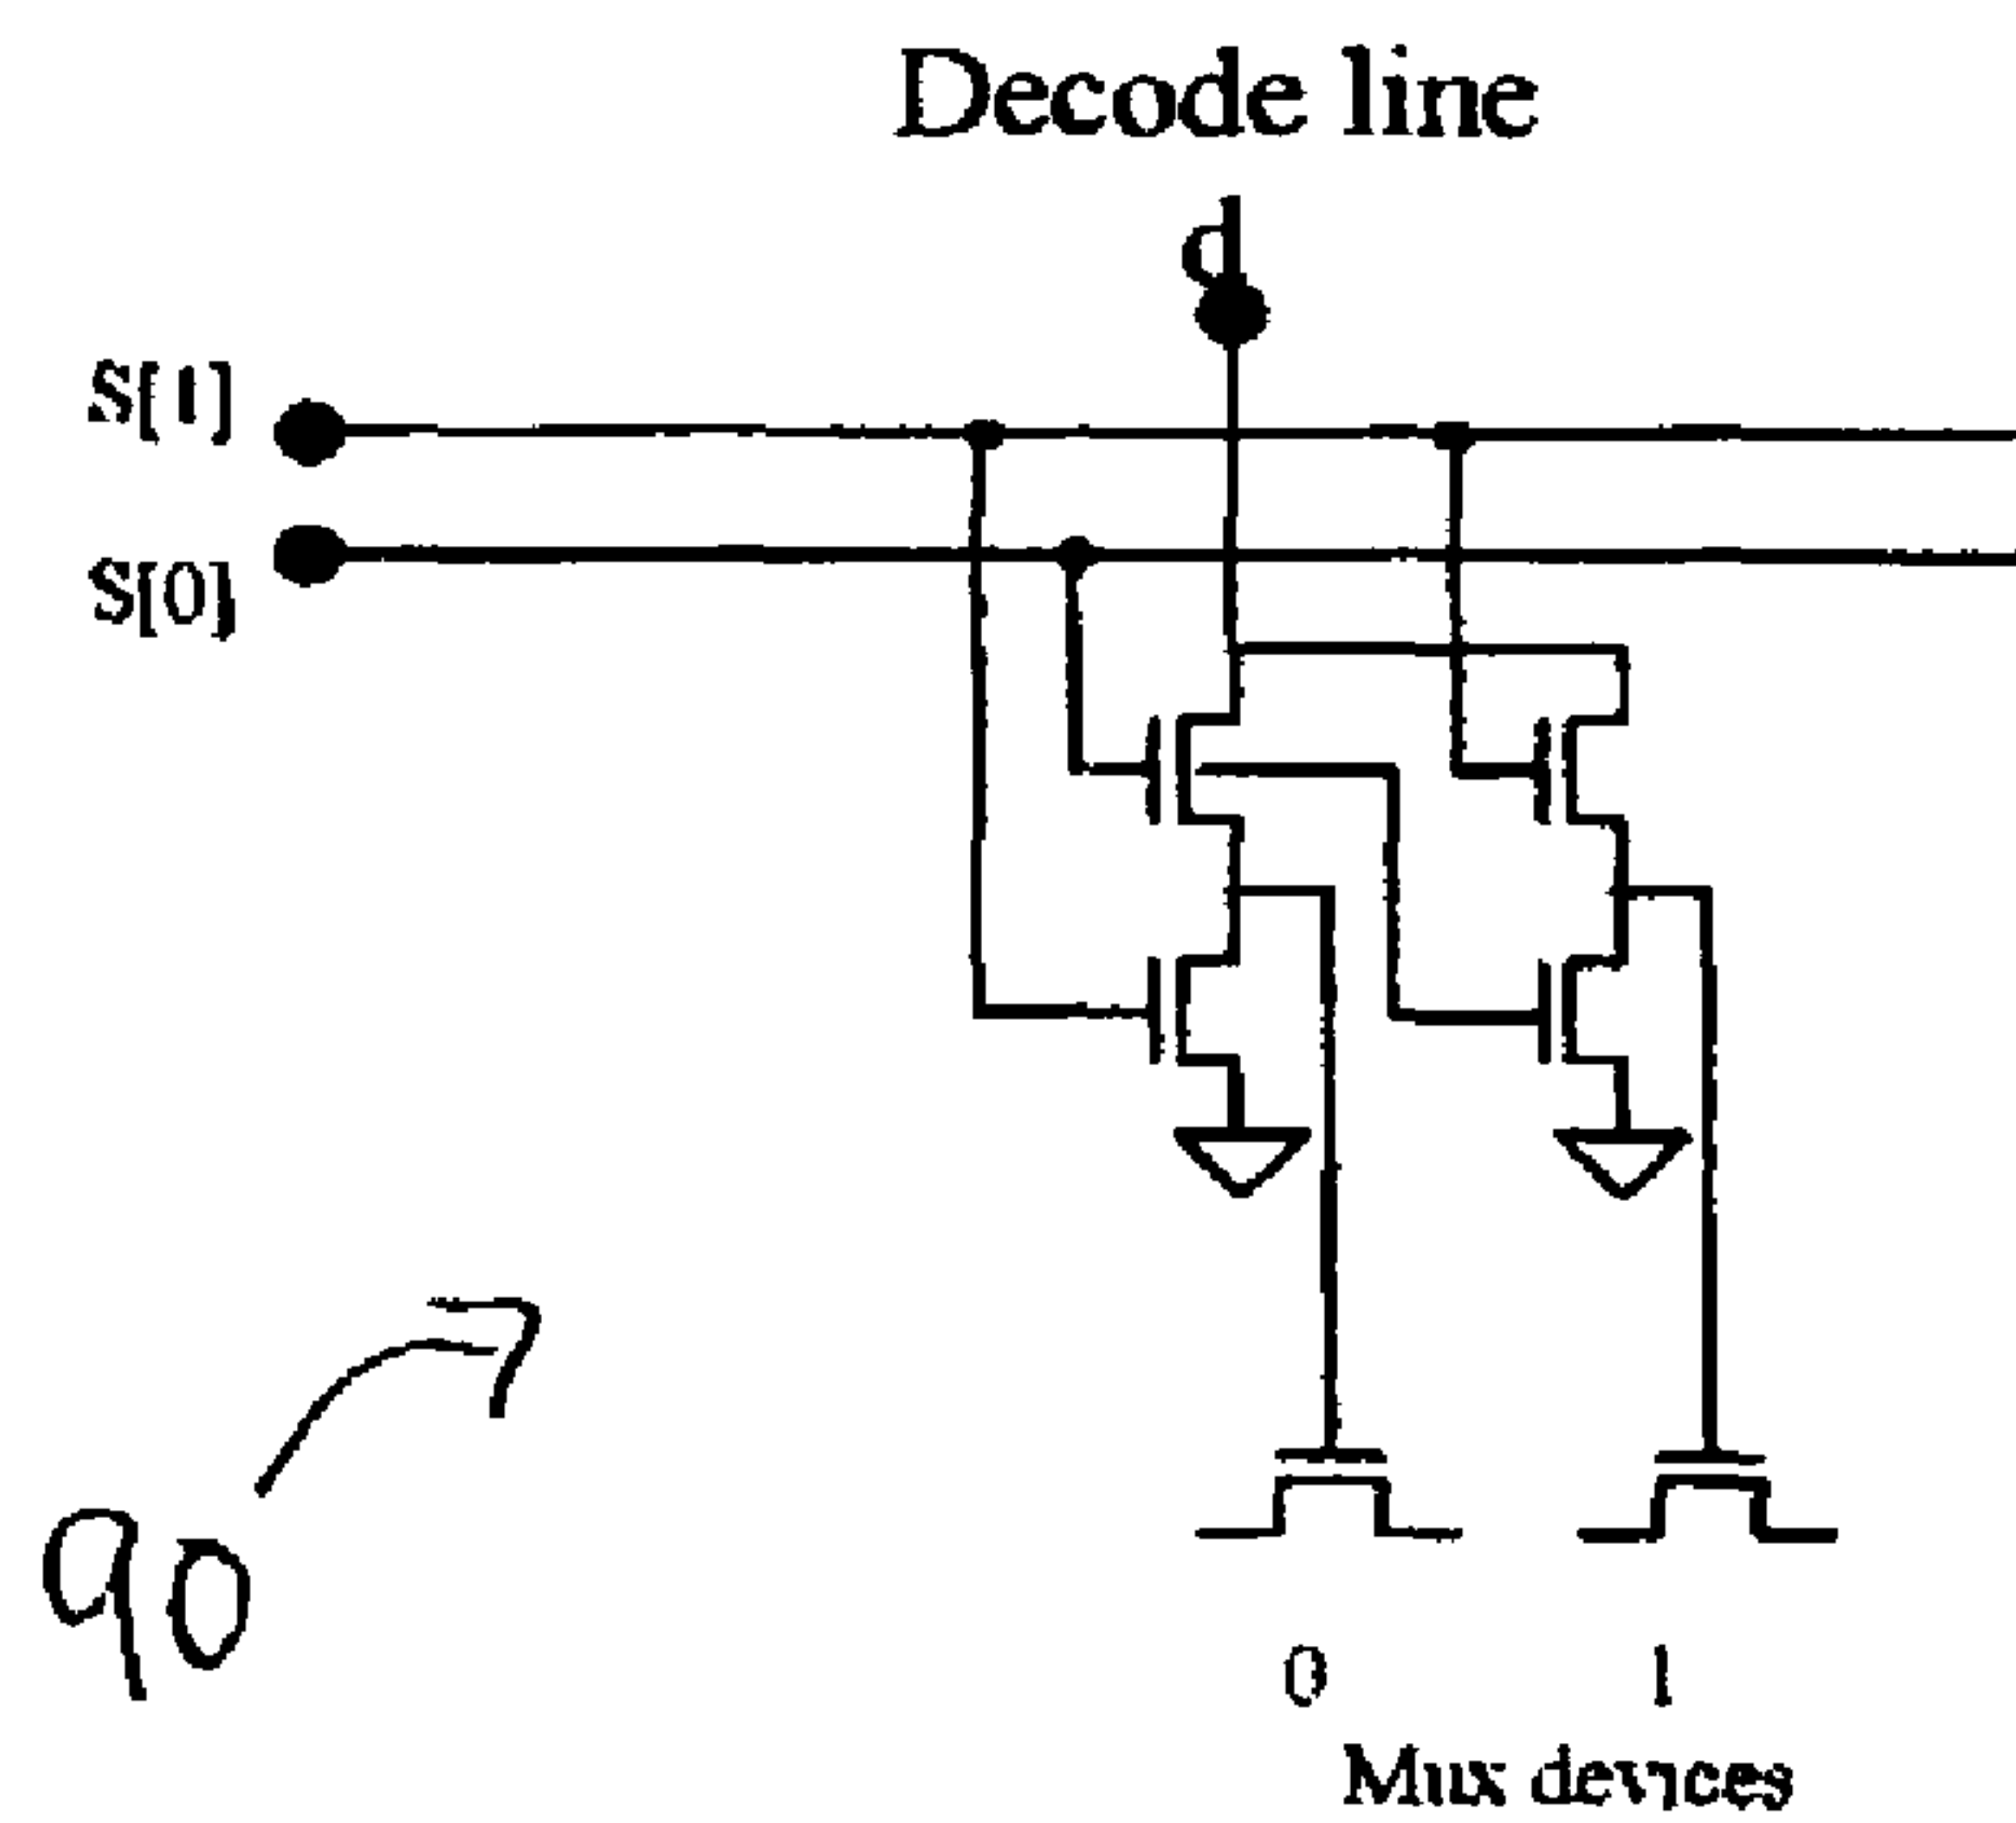 Decode line
d
S[1]
S[0]
90
0 1
Mux devices